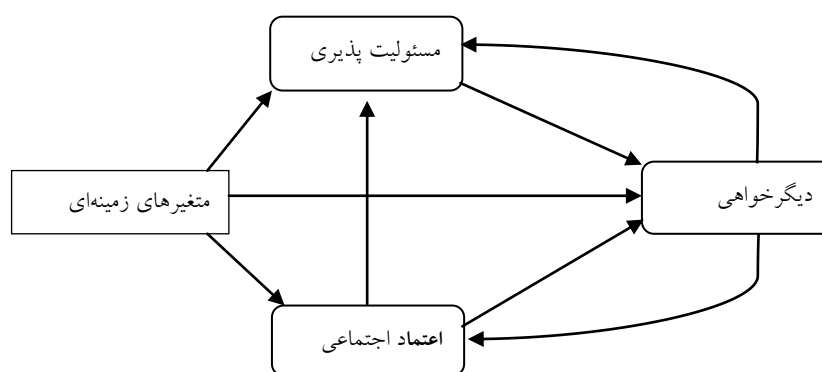 مسئولیت پذیری
دیگرخواهی
متغیرهای زمینه‌ای
اعتماد اجتماعی